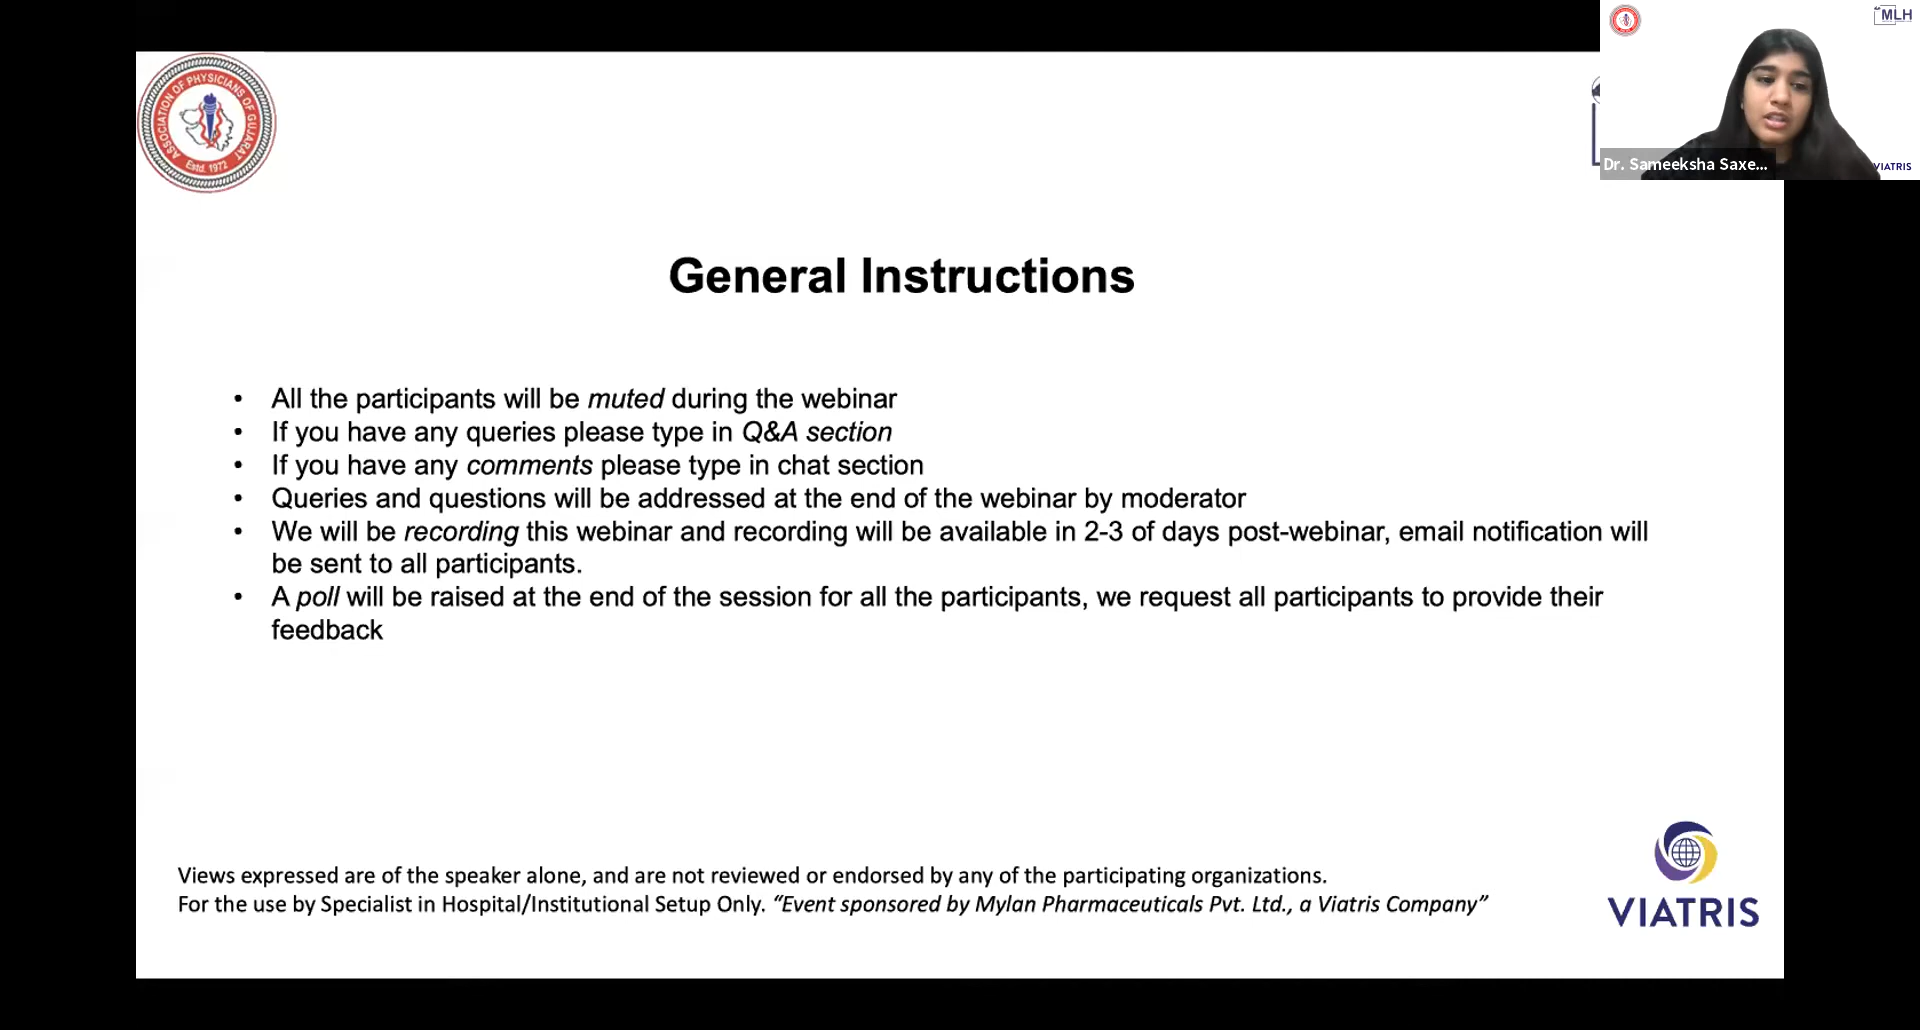 ASSOCIATION OF PHYSICIANS OF GUJARAT
Estd. 1972
MLH
Dr. Sameeksha Saxe...
VIATRIS
General Instructions
• All the participants will be muted during the webinar
• If you have any queries please type in Q&A section
• If you have any comments please type in chat section
• Queries and questions will be addressed at the end of the webinar by moderator
• We will be recording this webinar and recording will be available in 2-3 of days post-webinar, email notification will
be sent to all participants.
• A poll will be raised at the end of the session for all the participants, we request all participants to provide their
feedback
Views expressed are of the speaker alone, and are not reviewed or endorsed by any of the participating organizations.
For the use by Specialist in Hospital/Institutional Setup Only. “Event sponsored by Mylan Pharmaceuticals Pvt. Ltd., a Viatris Company”
VIATRIS